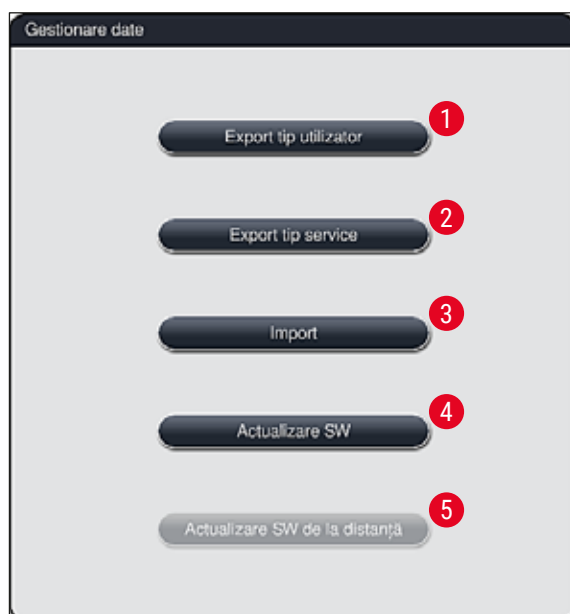 Gestionare date
Export tip utilizator
1
Export tip service
2
Import
3
Actualizare SW
4
Actualizare SW de la distanță
5